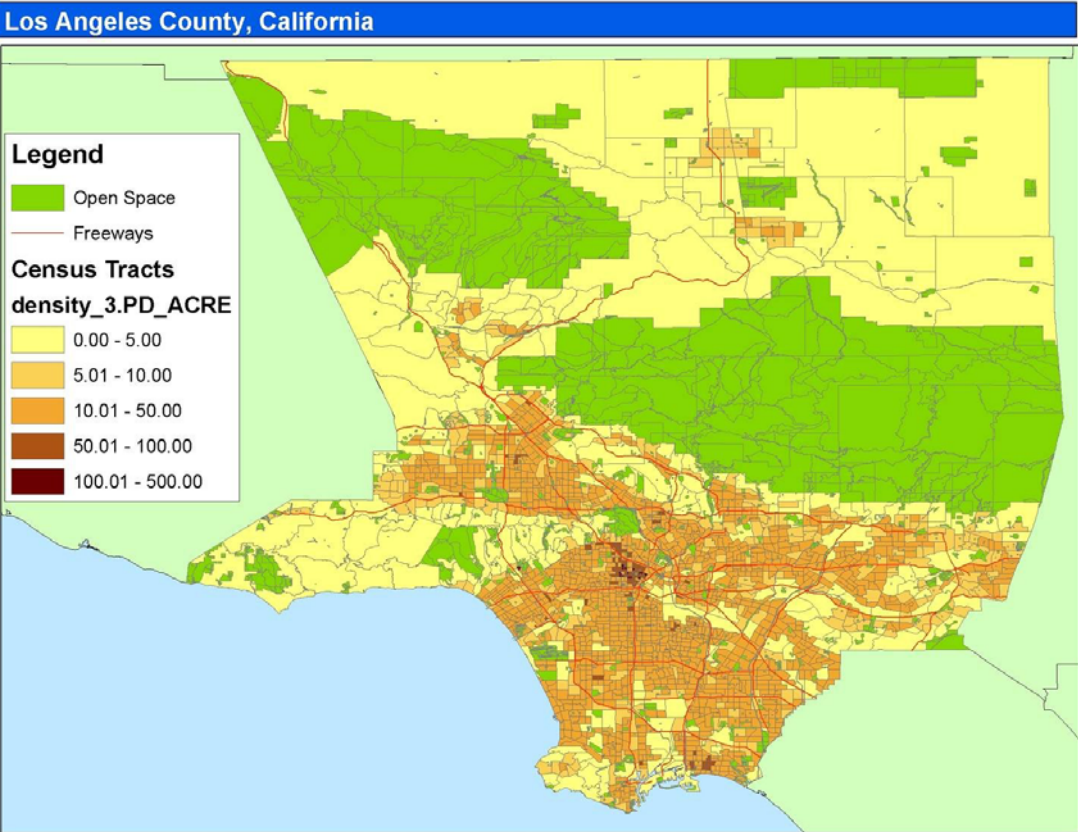 Los Angeles County, California
Legend
Open Space
Freeways
Census Tracts
density_3.PD_ACRE
0.00 - 5.00
5.01 - 10.00
10.01 - 50.00
50.01 - 100.00
100.01 - 500.00